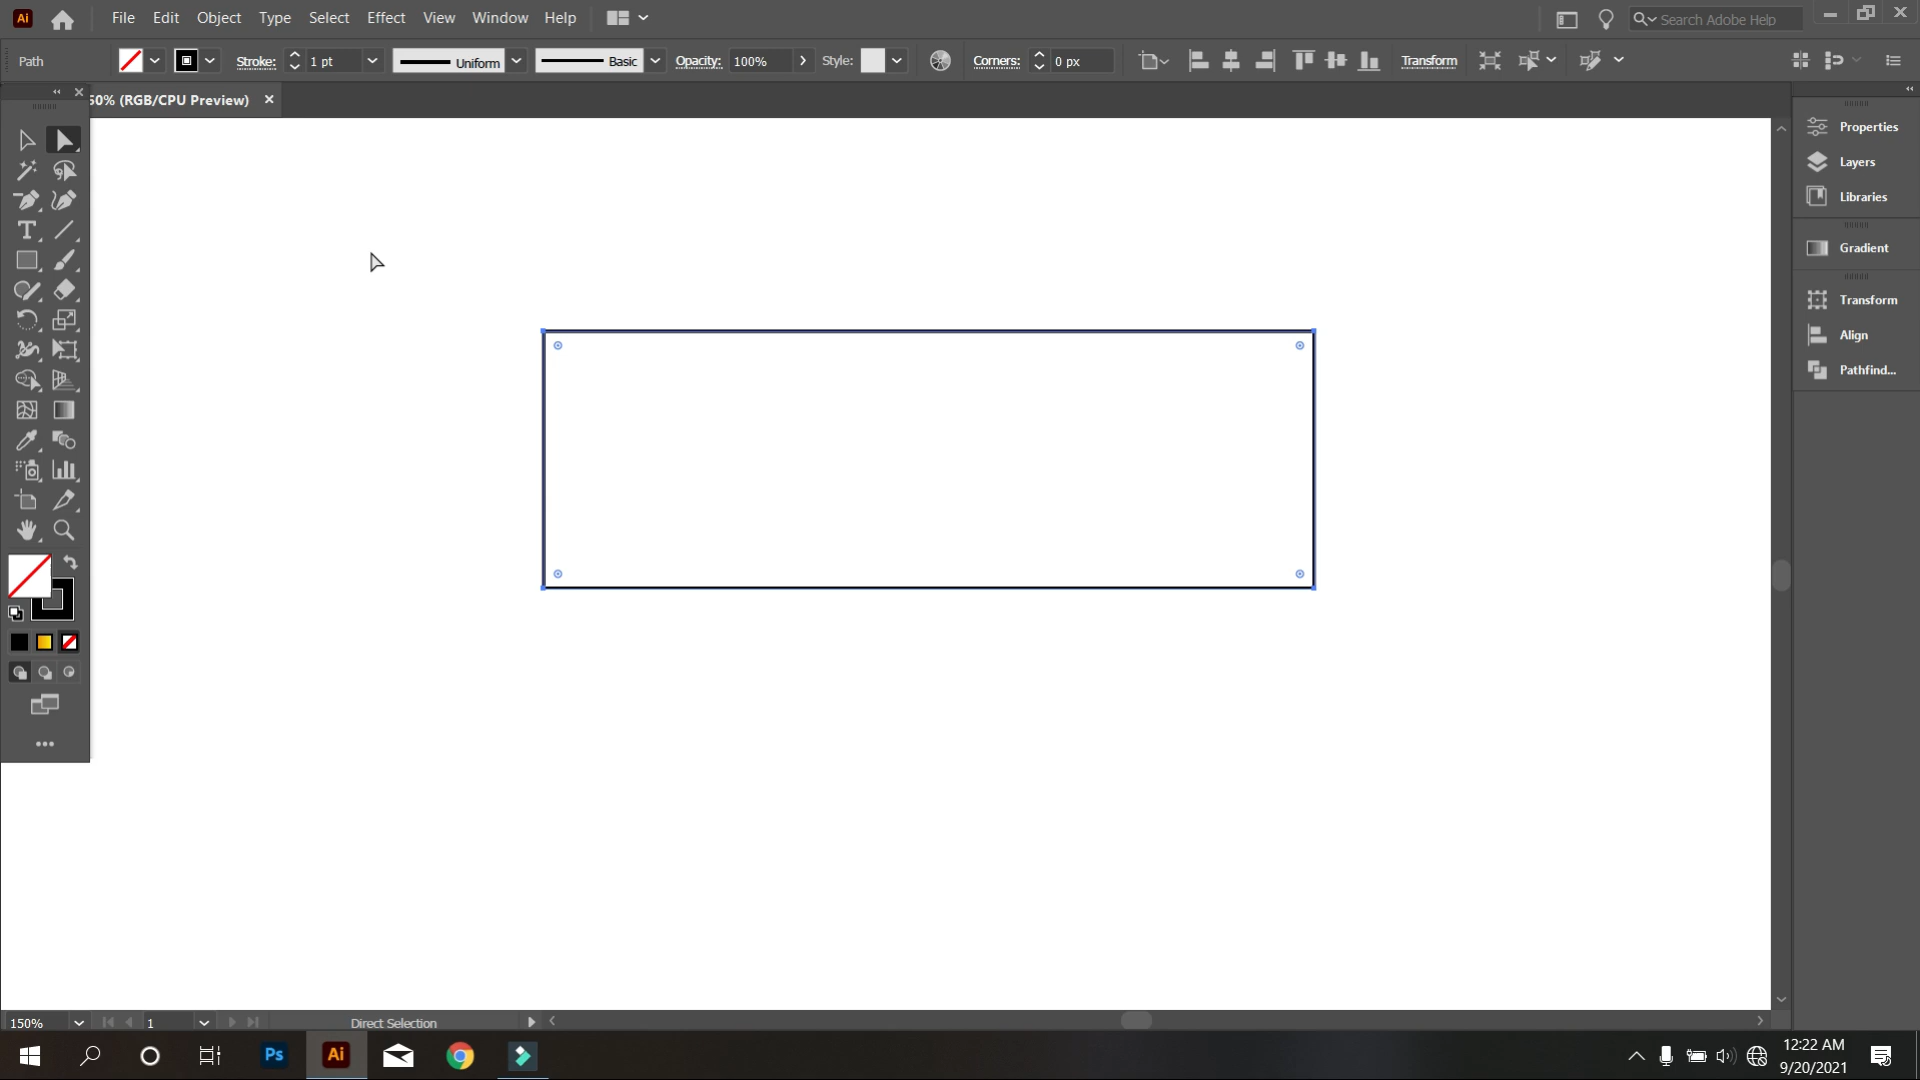 Ai File Edit Object Type Select Effect View Window Help Search Adobe Help
Path Stroke: 1 pt Uniform Basic Opacity: 100% Style: Corners: 0 px Transform
50% (RGB/CPU Preview)
Properties
Layers
Libraries
Gradient
Transform
Align
Pathfind...
150% 1 Direct Selection
Ps Ai 12:22 AM
9/20/2021